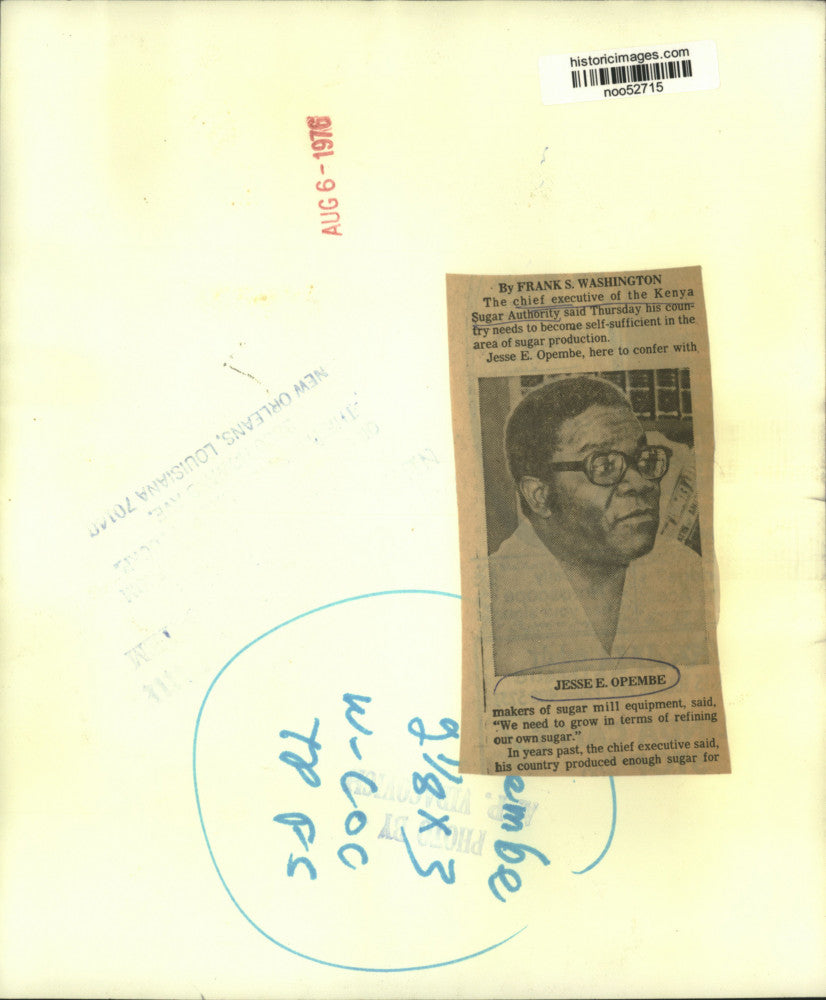 historicimages.com
noo52715
AUG 6-1976
By FRANK S. WASHINGTON
The chief executive of the Kenya
Sugar Authority said Thursday his coun-
try needs to become self-sufficient in the
area of sugar production.
Jesse E. Opembe, here to confer with
JESSE E. OPEMBE
makers of sugar mill equipment, said,
"We need to grow in terms of refining
our own sugar."
In years past, the chief executive said,
his country produced enough sugar for
NEW ORLEANS, LOUISIANA 70140
PHOTO BY
embe
2 1/8 x 3